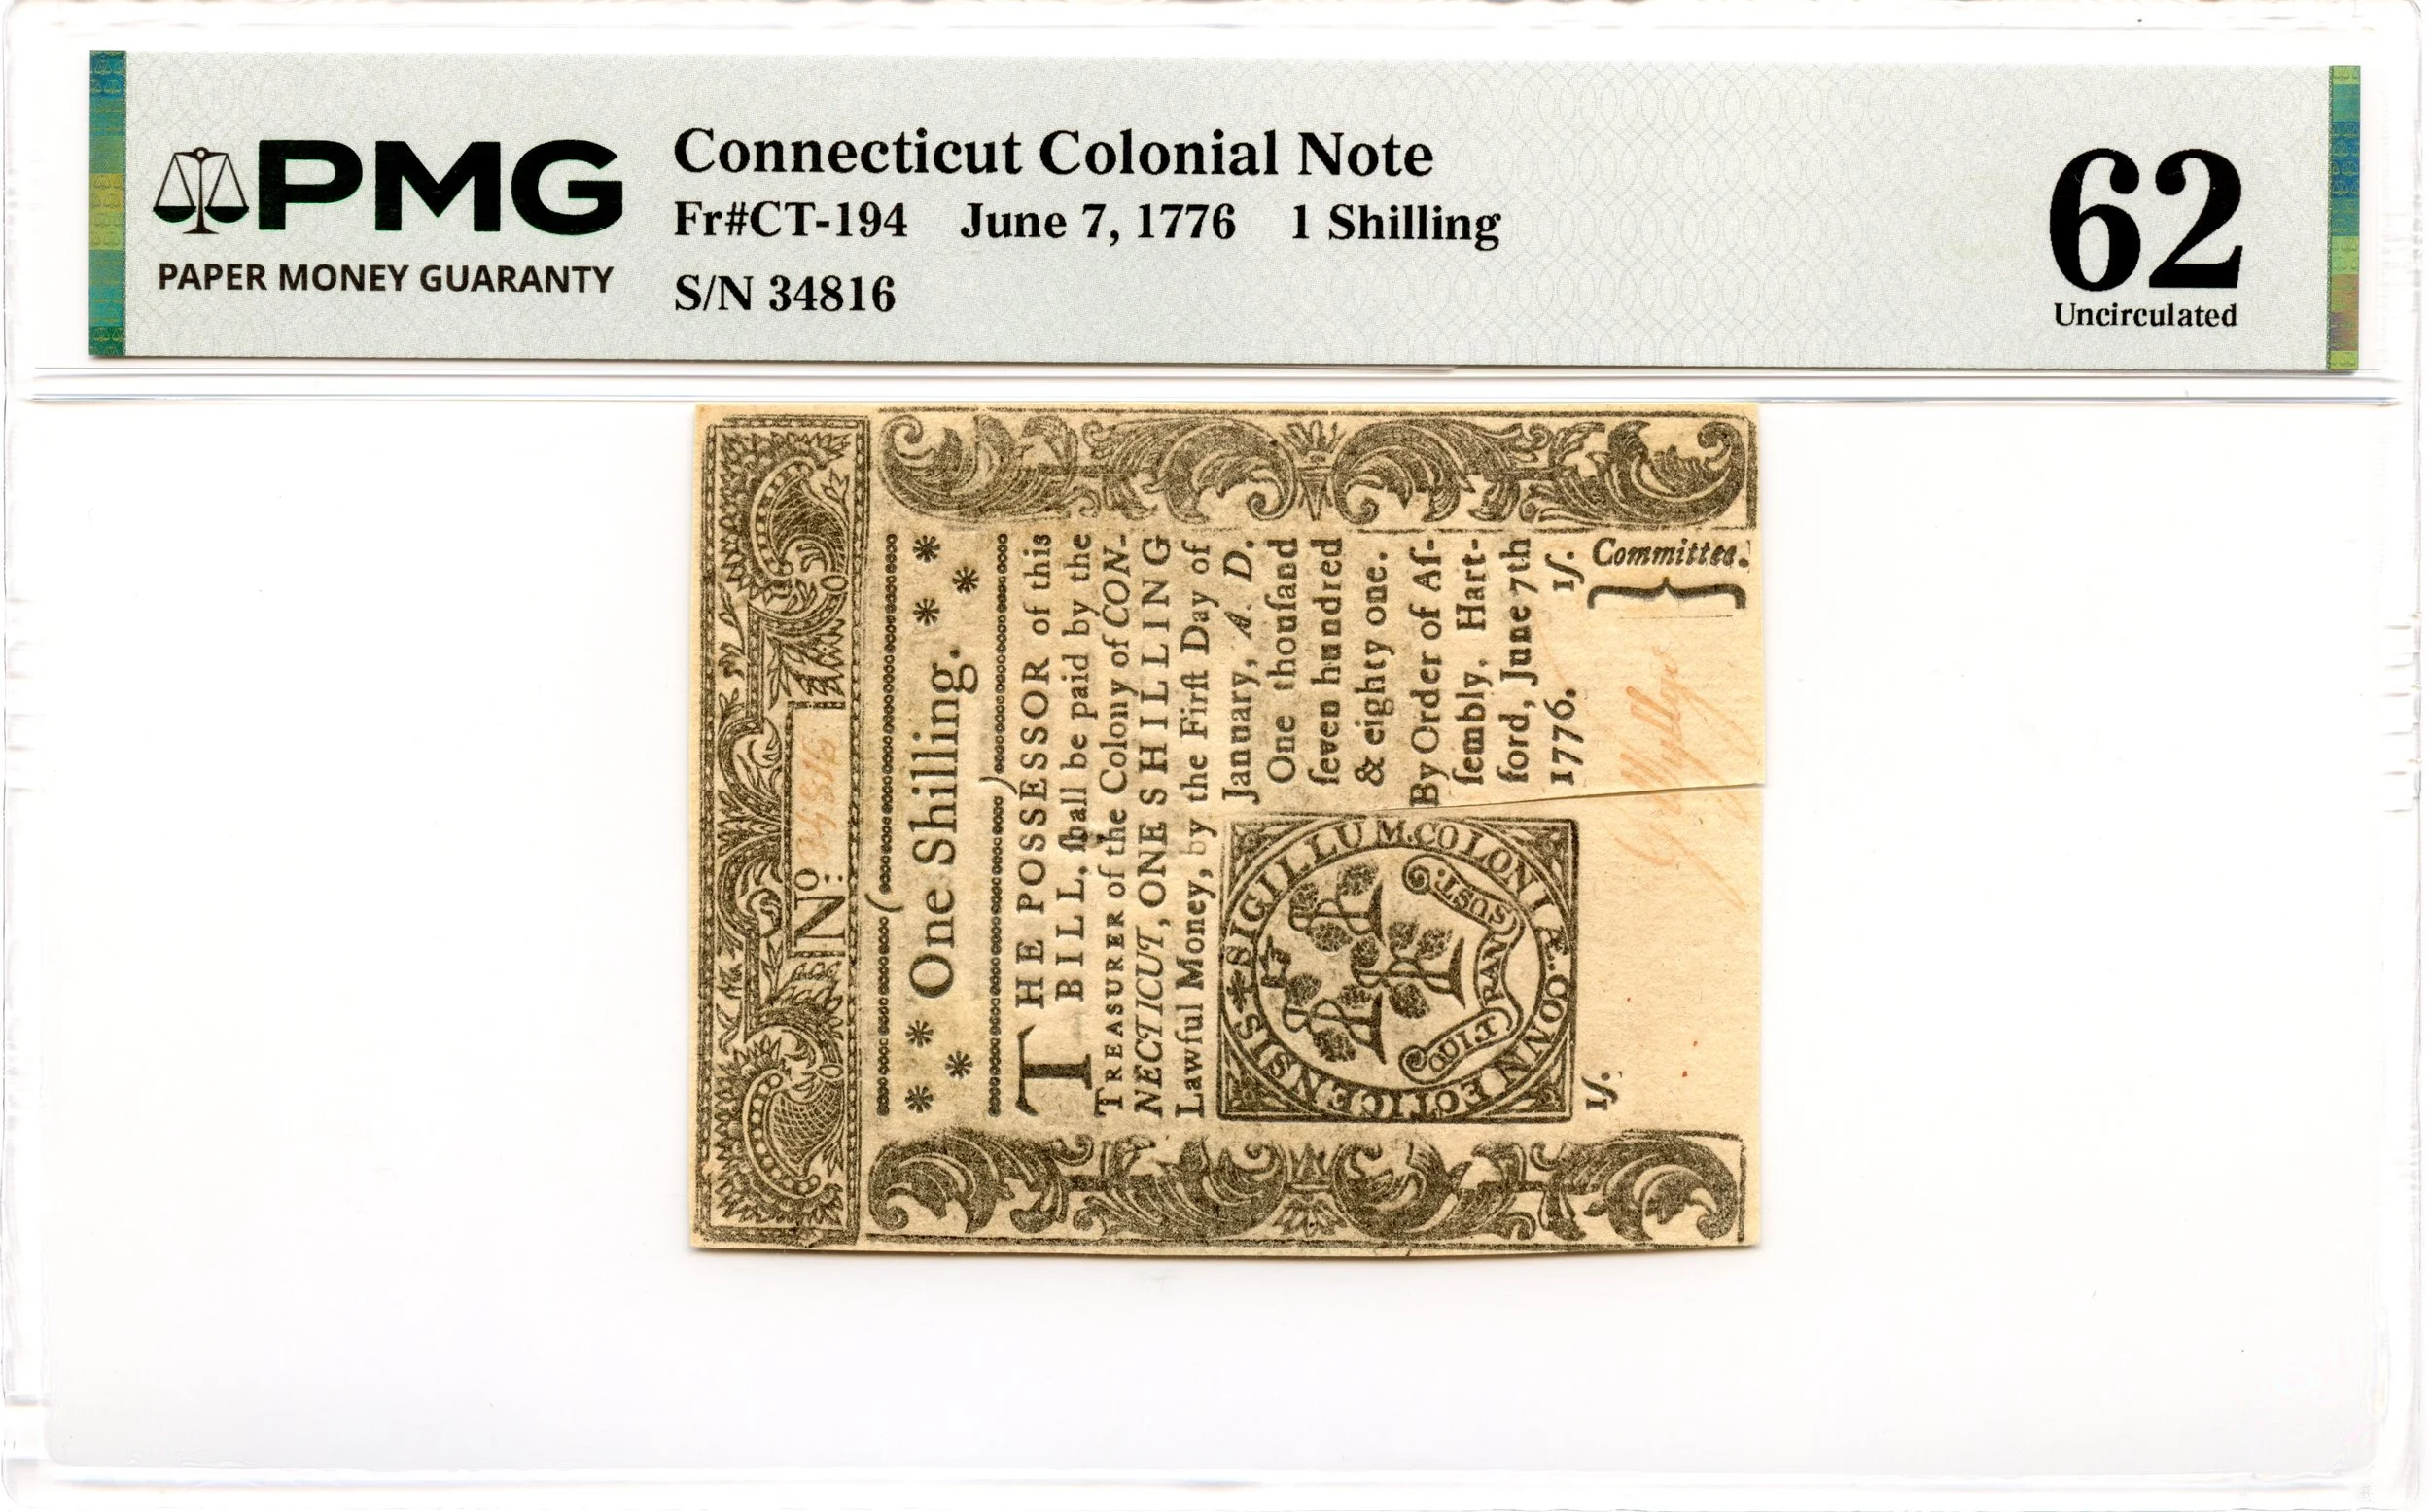 PMG
PAPER MONEY GUARANTY
Connecticut Colonial Note
Fr#CT-194 June 7, 1776 1 Shilling
S/N 34816
62
Uncirculated
No. 34816
One Shilling.
THE POSSESSOR of this
BILL, ſhall be paid by the
TREASURER of the Colony of CON-
NECTICUT, ONE SHILLING
Lawful Money, by the Firſt Day of
January, A. D.
One thouſand
ſeven hundred
& eighty one.
By Order of Aſ-
ſembly, Hart-
ford, June 7th
1776. 1ſ.
SIGILLUM.COLONIÆ.CONNECTICENSIS
QUI.T RAN SUST.
1ſ.
Committee.